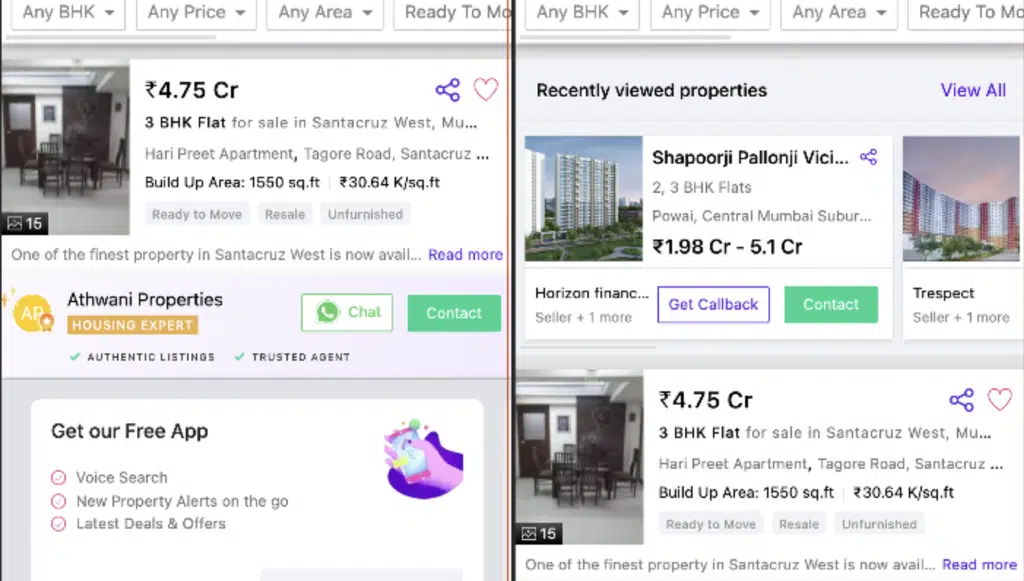 Any BHK
Any Price
Any Area
Ready To Mo
₹4.75 Cr
3 BHK Flat for sale in Santacruz West, Mu...
Hari Preet Apartment, Tagore Road, Santacruz ...
Build Up Area: 1550 sq.ft
₹30.64 K/sq.ft
15
Ready to Move
Resale
Unfurnished
One of the finest property in Santacruz West is now avail... Read more
AP
Athwani Properties
HOUSING EXPERT
Chat
Contact
AUTHENTIC LISTINGS
TRUSTED AGENT
Get our Free App
Voice Search
New Property Alerts on the go
Latest Deals & Offers
Any BHK
Any Price
Any Area
Ready To Mo
Recently viewed properties
View All
Shapoorji Pallonji Vici...
2, 3 BHK Flats
Powai, Central Mumbai Subur...
₹1.98 Cr - 5.1 Cr
Horizon financ...
Seller + 1 more
Get Callback
Contact
Trespect
Seller + 1 more
₹4.75 Cr
3 BHK Flat for sale in Santacruz West, Mu...
Hari Preet Apartment, Tagore Road, Santacruz ...
Build Up Area: 1550 sq.ft
₹30.64 K/sq.ft
15
Ready to Move
Resale
Unfurnished
One of the finest property in Santacruz West is now avail... Read more